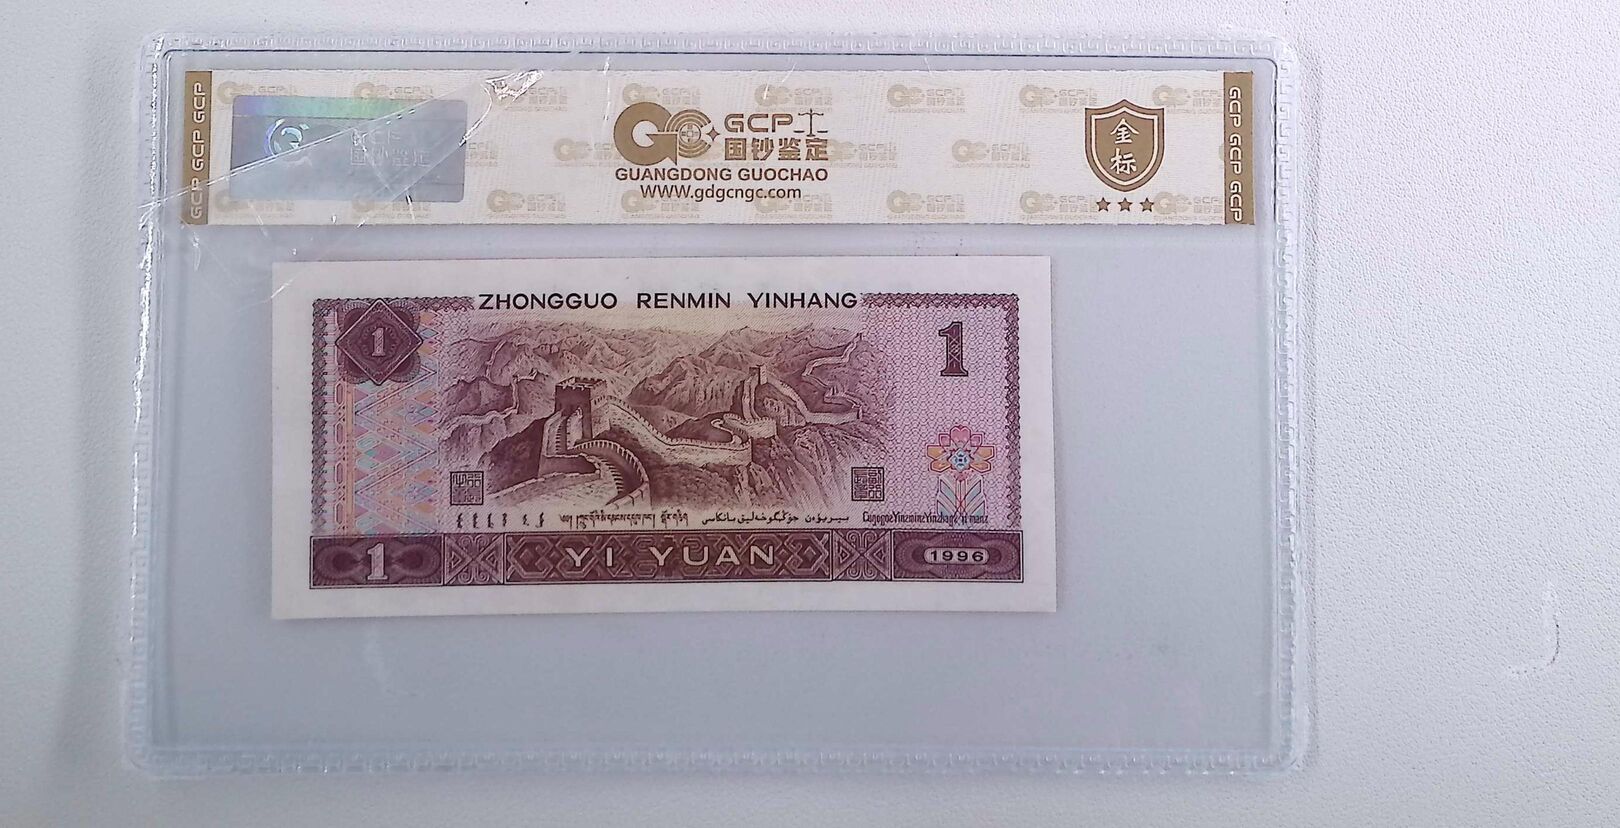 GCP GCP GCP
GCP
国钞鉴定
GUANGDONG GUOCHAO
www.gdgcngc.com
金标
GCP GCP GCP
ZHONGGUO RENMIN YINHANG
1
1
1
YI YUAN
1996